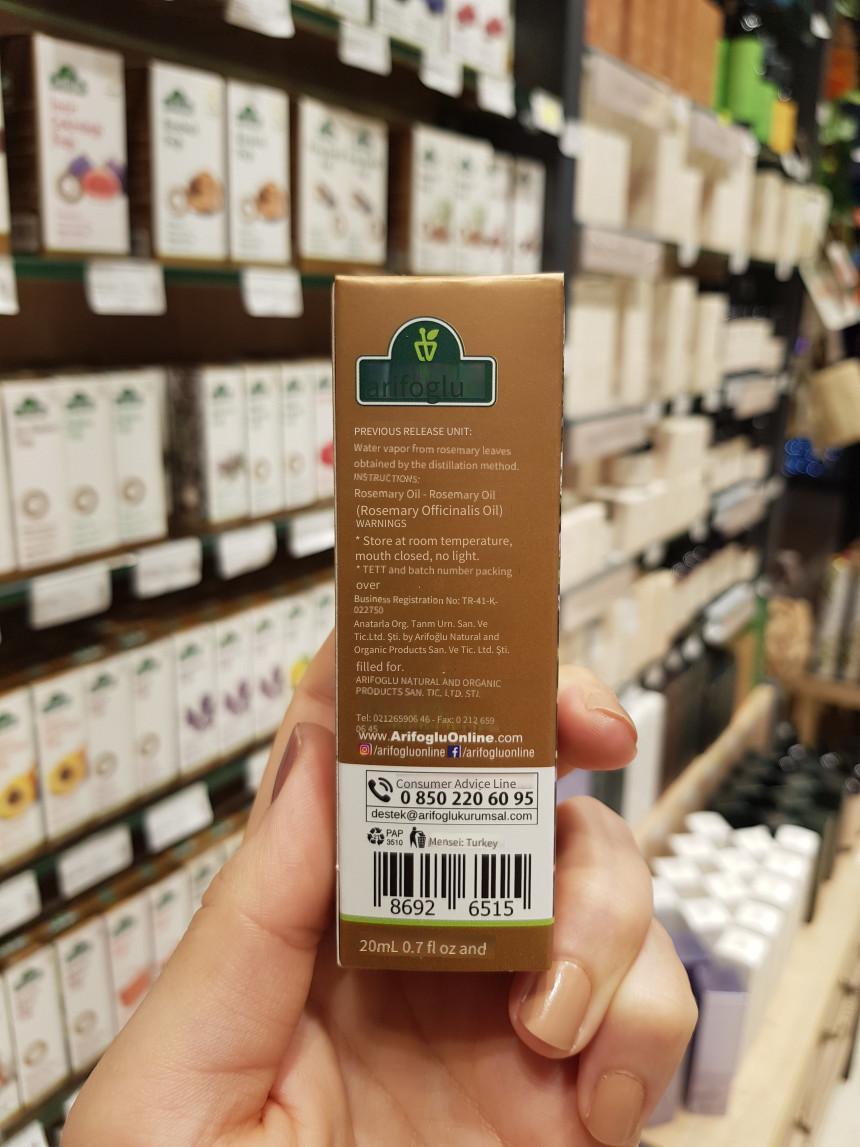 arifoglu
PREVIOUS RELEASE UNIT:
Water vapor from rosemary leaves
obtained by the distillation method.
INSTRUCTIONS:
Rosemary Oil - Rosemary Oil
(Rosemary Officinalis Oil)
WARNINGS
* Store at room temperature,
mouth closed, no light.
* TETT and batch number packing
over
Business Registration No: TR-41-K-
022750
Anatarla Org. Tanm Urn. San. Ve
Tic.Ltd. Şti. by Arifoğlu Natural and
Organic Products San. Ve Tic. Ltd. Şti.
filled for.
ARIFOGLU NATURAL AND ORGANIC
PRODUCTS SAN. TIC. LTD. STI.
Tel: 021265906 46 - Fax: 0 212 659
06 45
www.ArifogluOnline.com
/arifogluonline /arifogluonline
Consumer Advice Line
0 850 220 60 95
destek@arifoglukurumsal.com
PAP
3510
Mensei: Turkey
8692 6515
20mL 0.7 fl oz and